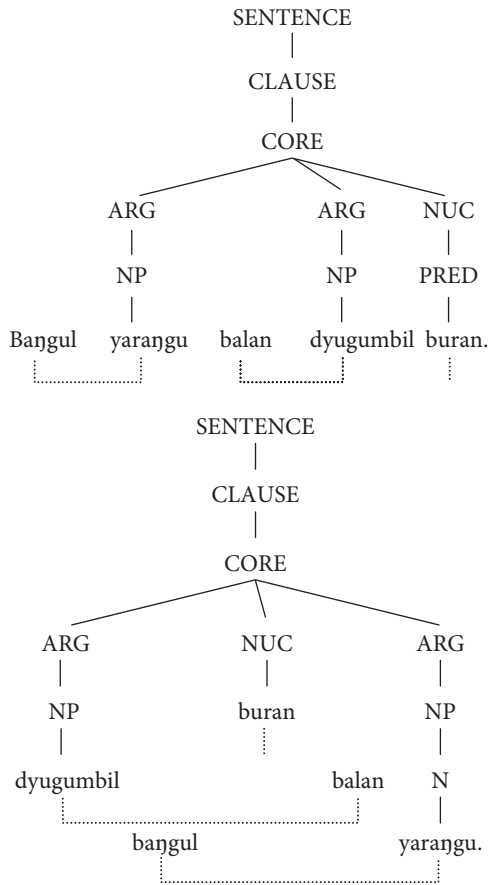 SENTENCE
CLAUSE
CORE
ARG ARG NUC
NP NP PRED
Baŋgul yaraŋgu balan dyugumbil buran.
SENTENCE
CLAUSE
CORE
ARG NUC ARG
NP buran NP
dyugumbil balan N
baŋgul yaraŋgu.